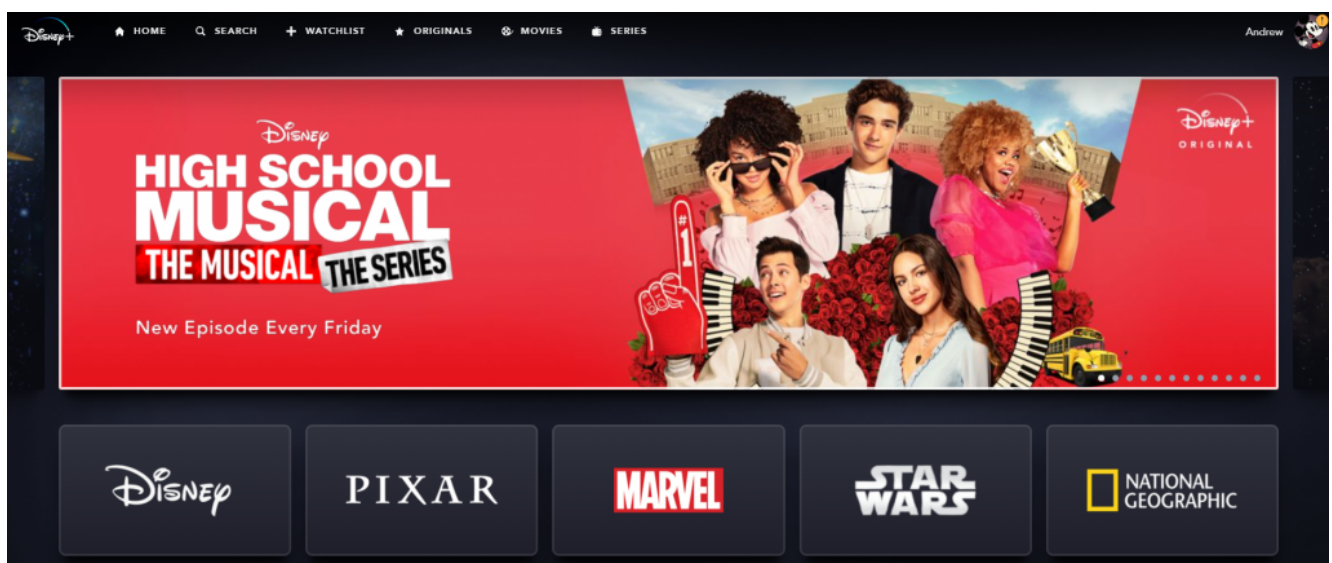 Disney+
HOME
SEARCH
WATCHLIST
ORIGINALS
MOVIES
SERIES
Andrew
Disney
HIGH SCHOOL
MUSICAL
THE MUSICAL THE SERIES
New Episode Every Friday
Disney+
ORIGINAL
#1
Disney
PIXAR
MARVEL
STAR
WARS
NATIONAL
GEOGRAPHIC